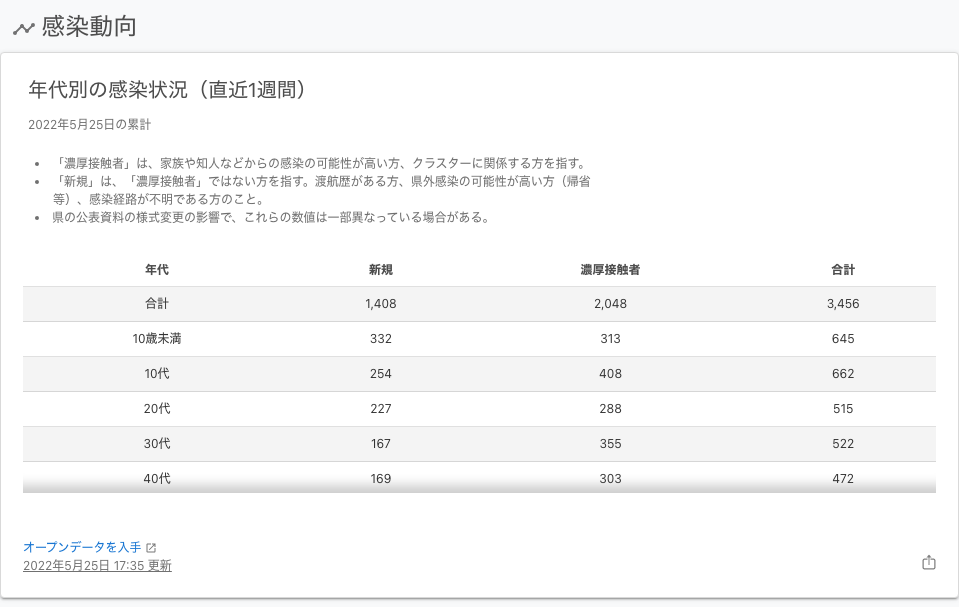 感染動向
年代別の感染状況（直近1週間）
2022年5月25日の累計
• 「濃厚接触者」は、家族や知人などからの感染の可能性が高い方、クラスターに関係する方を指す。
• 「新規」は、「濃厚接触者」ではない方を指す。渡航歴がある方、県外感染の可能性が高い方（帰省
等）、感染経路が不明である方のこと。
• 県の公表資料の様式変更の影響で、これらの数値は一部異なっている場合がある。
年代 新規 濃厚接触者 合計
合計 1,408 2,048 3,456
10歳未満 332 313 645
10代 254 408 662
20代 227 288 515
30代 167 355 522
40代 169 303 472
オープンデータを入手
2022年5月25日 17:35 更新